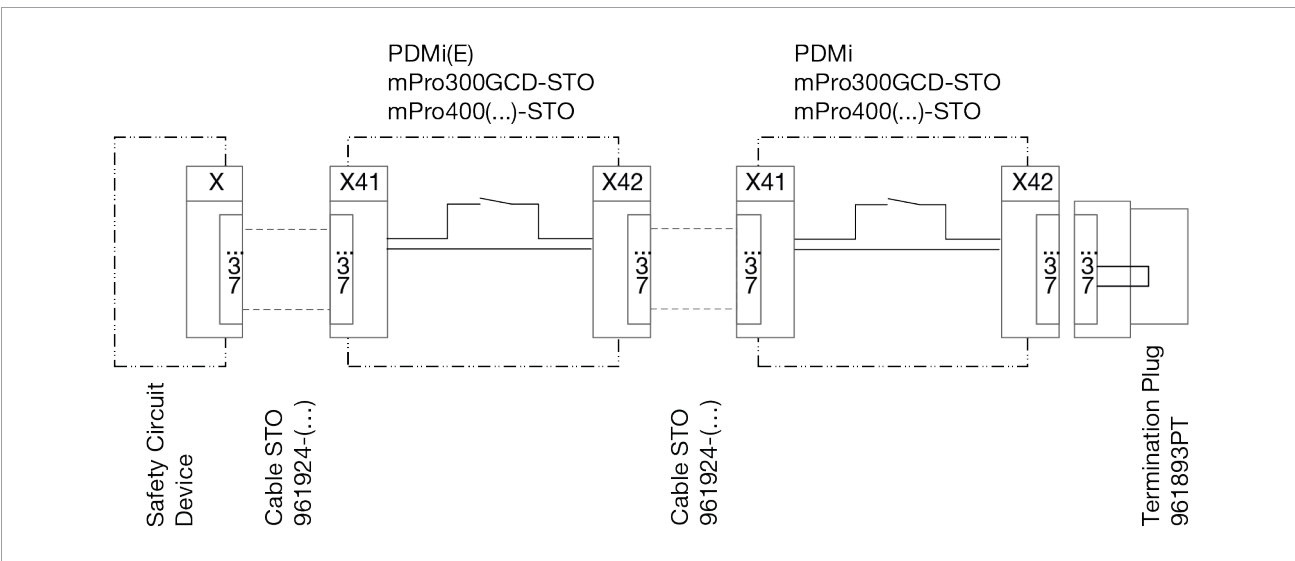 PDMi(E)
mPro300GCD-STO
mPro400(...)-STO
PDMi
mPro300GCD-STO
mPro400(...)-STO
X
X41
X42
X41
X42
...
3
7
...
3
7
...
3
7
...
3
7
...
3
7
...
3
7
Safety Circuit
Device
Cable STO
961924-(...)
Cable STO
961924-(...)
Termination Plug
961893PT